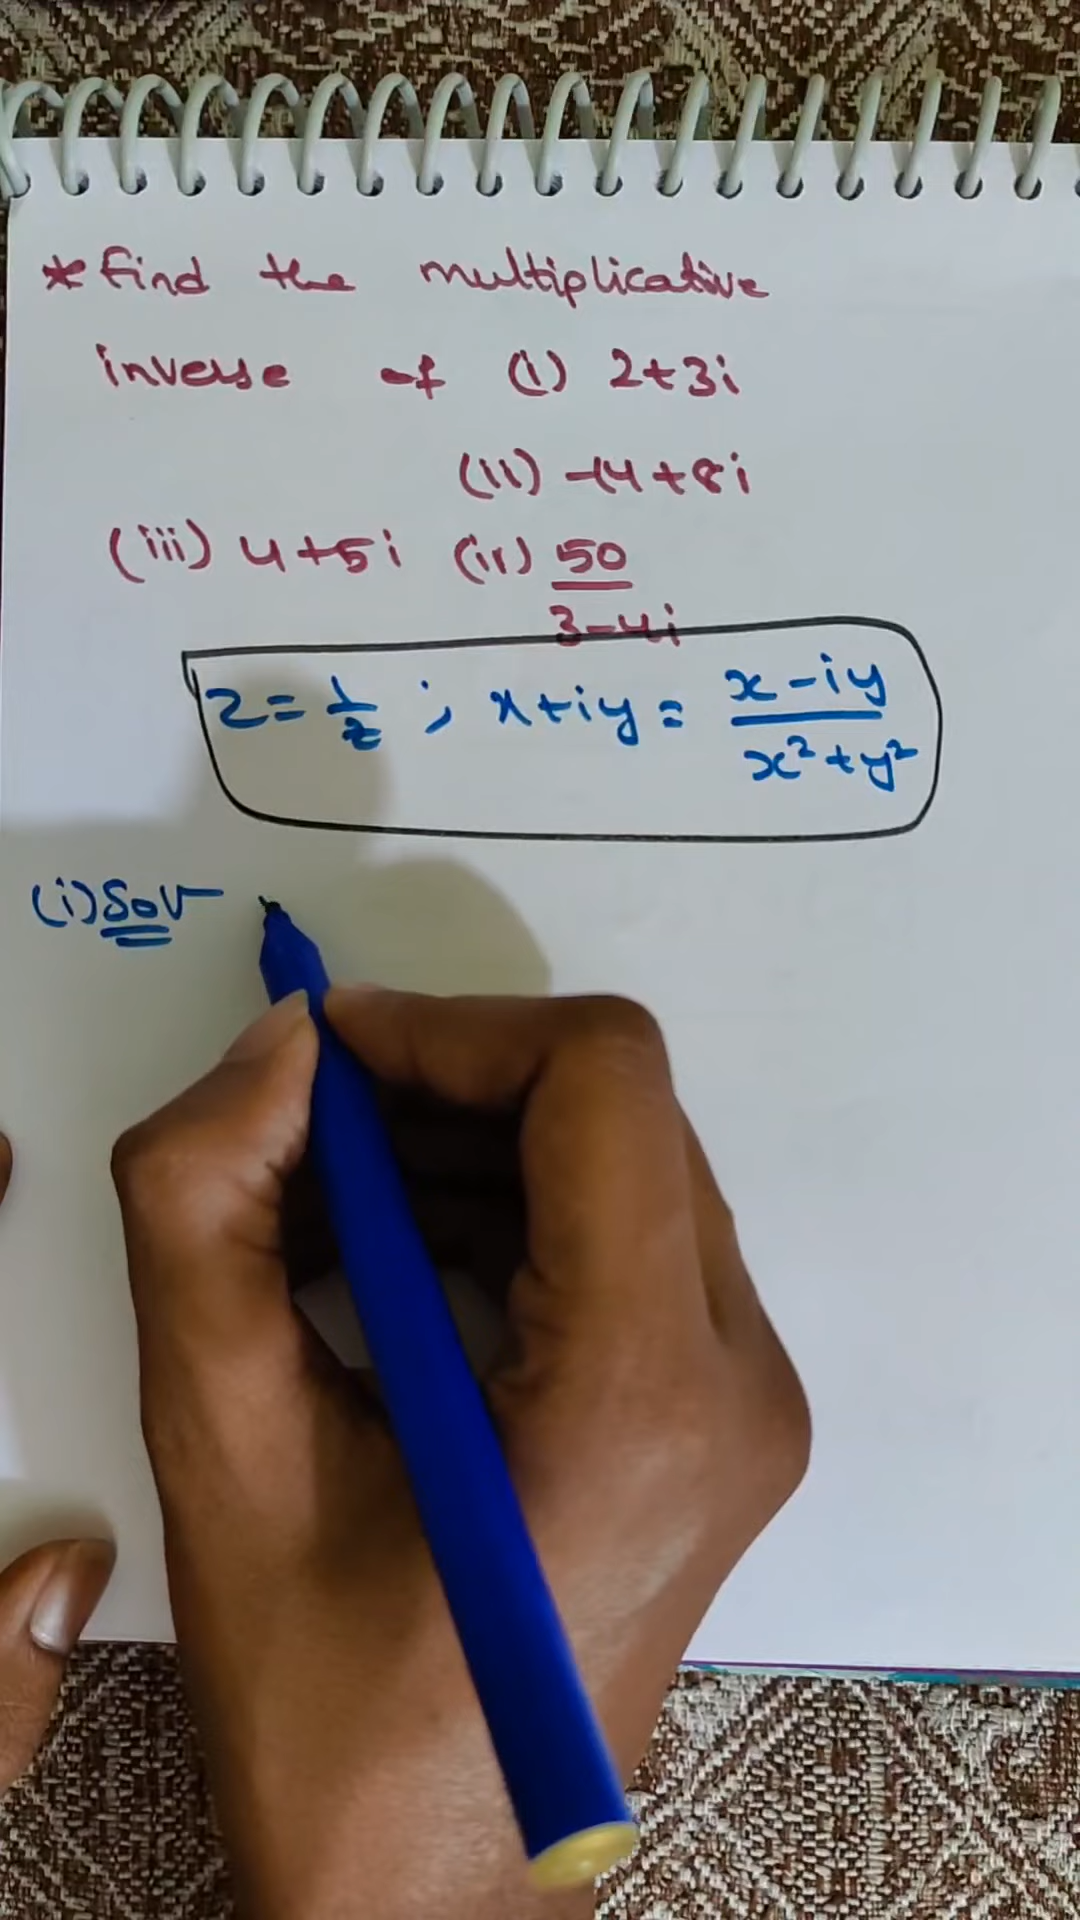 * Find the multiplicative
inverse of (i) 2+3i
(ii) -14+8i
(iii) 4+5i (iv) 50/3-4i
z = 1/z ; x+iy = x-iy/x²+y²
(i) Sol